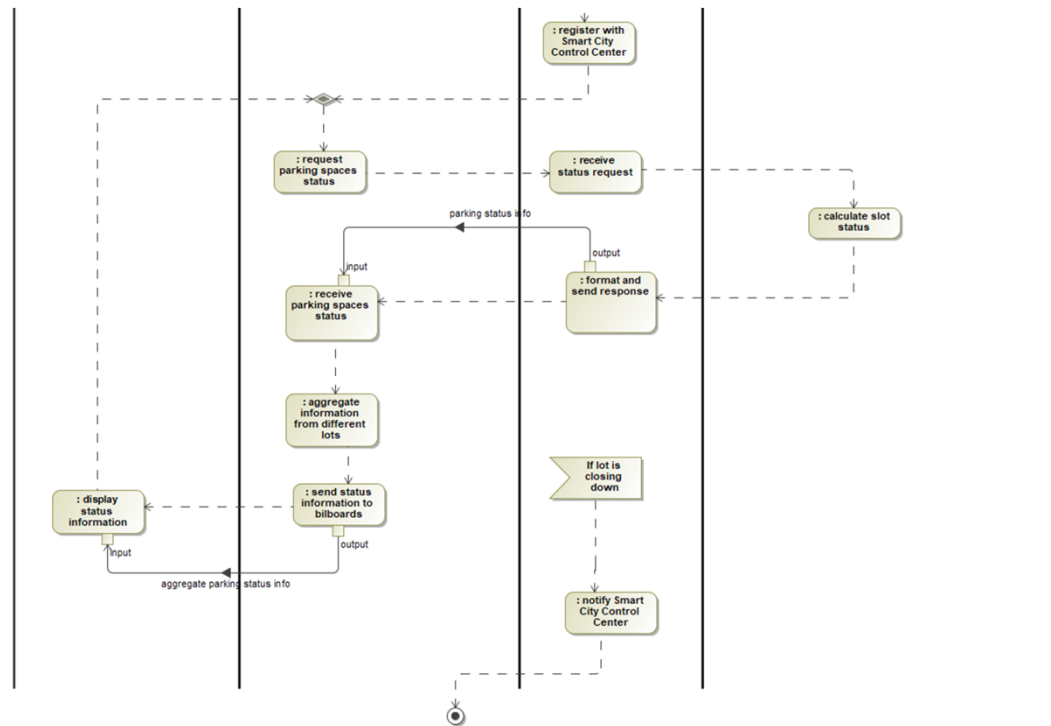 : register with
Smart City
Control Center
: request
parking spaces
status
: receive
status request
: calculate slot
status
parking status info
input
output
: receive
parking spaces
status
: format and
send response
: aggregate
information
from different
lots
If lot is
closing
down
: display
status
information
: send status
information to
bilboards
input
output
aggregate parking status info
: notify Smart
City Control
Center